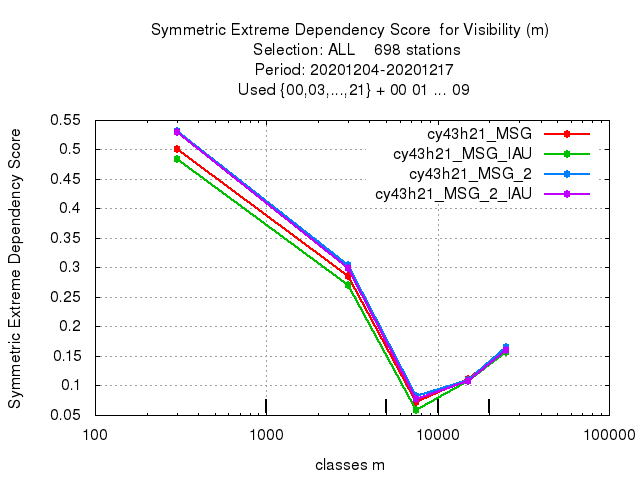 Symmetric Extreme Dependency Score  for Visibility (m)
Selection: ALL    698 stations
Period: 20201204-20201217
Used {00,03,...,21} + 00 01 ... 09
Symmetric Extreme Dependency Score
0.55
0.5
0.45
0.4
0.35
0.3
0.25
0.2
0.15
0.1
0.05
cy43h21_MSG
cy43h21_MSG_IAU
cy43h21_MSG_2
cy43h21_MSG_2_IAU
100
1000
10000
100000
classes m